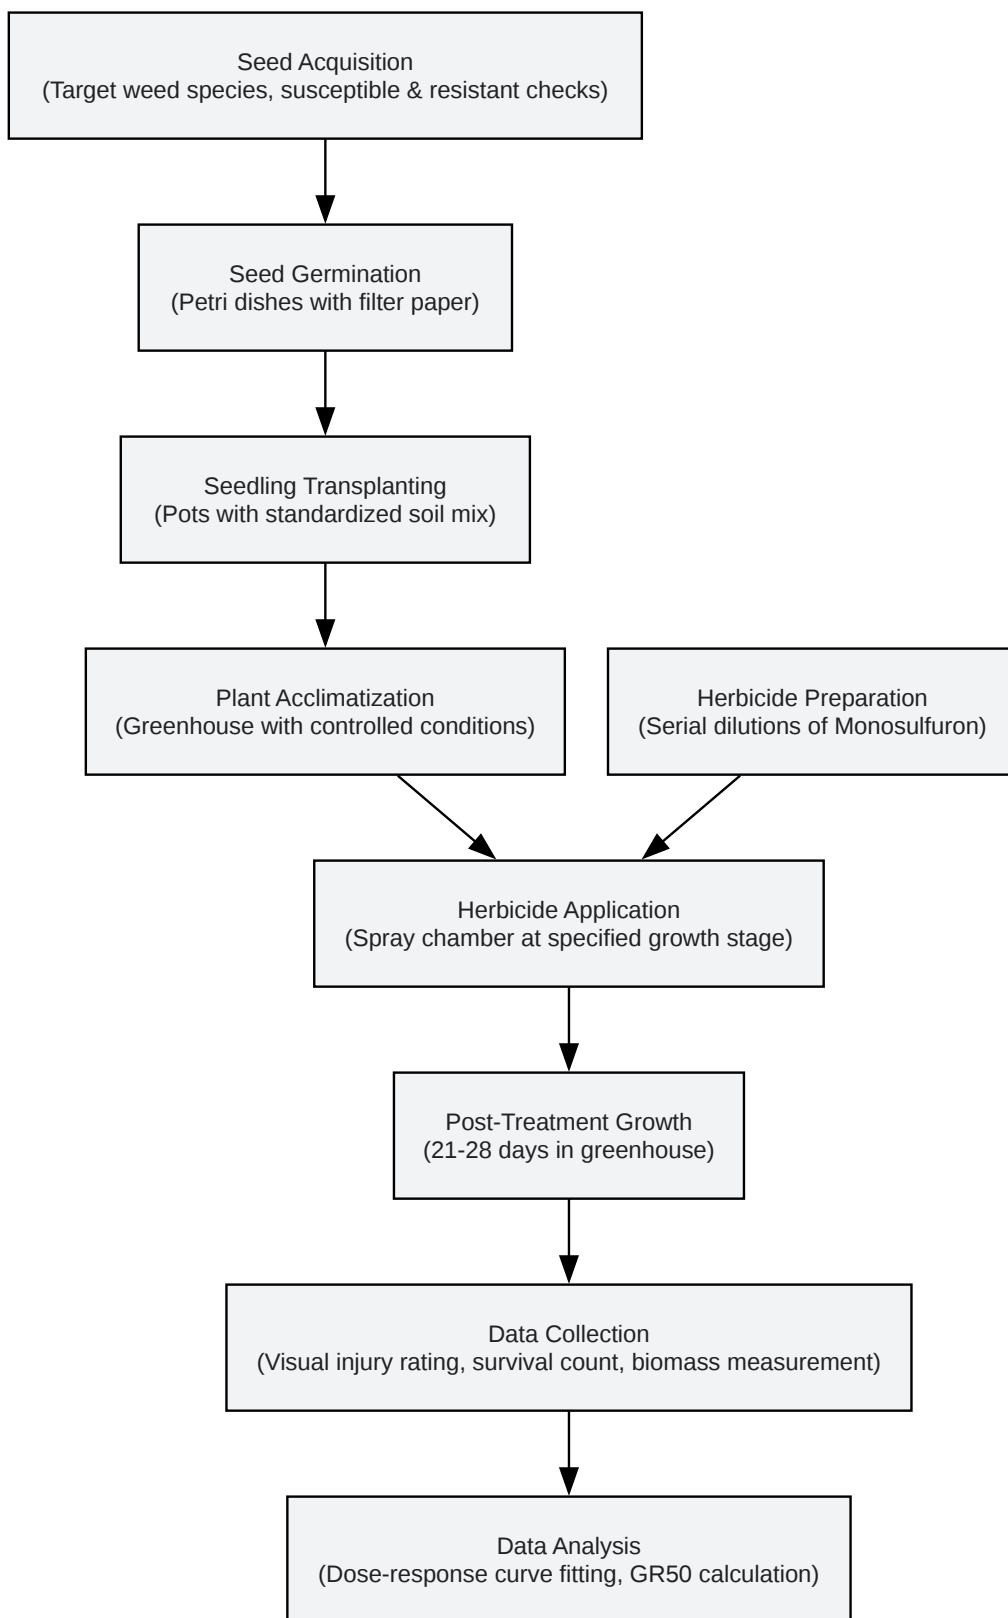 Seed Acquisition
(Target weed species, susceptible & resistant checks)
Seed Germination
(Petri dishes with filter paper)
Seedling Transplanting
(Pots with standardized soil mix)
Plant Acclimatization
(Greenhouse with controlled conditions)
Herbicide Preparation
(Serial dilutions of Monosulfuron)
Herbicide Application
(Spray chamber at specified growth stage)
Post-Treatment Growth
(21-28 days in greenhouse)
Data Collection
(Visual injury rating, survival count, biomass measurement)
Data Analysis
(Dose-response curve fitting, GR50 calculation)